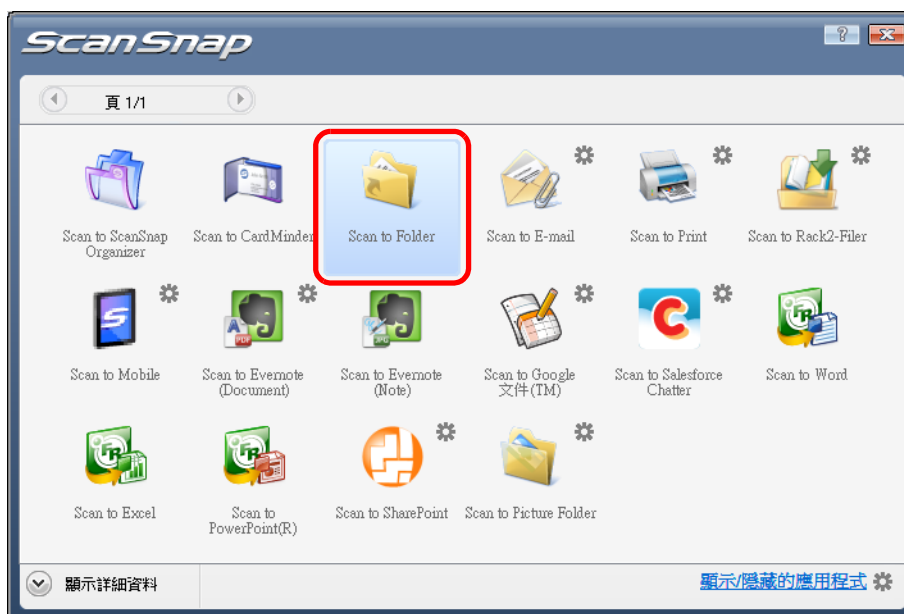 ScanSnap
頁 1/1
Scan to ScanSnap
Organizer
Scan to CardMinder
Scan to Folder
Scan to E-mail
Scan to Print
Scan to Rack2-Filer
Scan to Mobile
Scan to Evernote
(Document)
Scan to Evernote
(Note)
Scan to Google
文件(TM)
Scan to Salesforce
Chatter
Scan to Word
Scan to Excel
Scan to
PowerPoint(R)
Scan to SharePoint
Scan to Picture Folder
顯示詳細資料
顯示/隱藏的應用程式